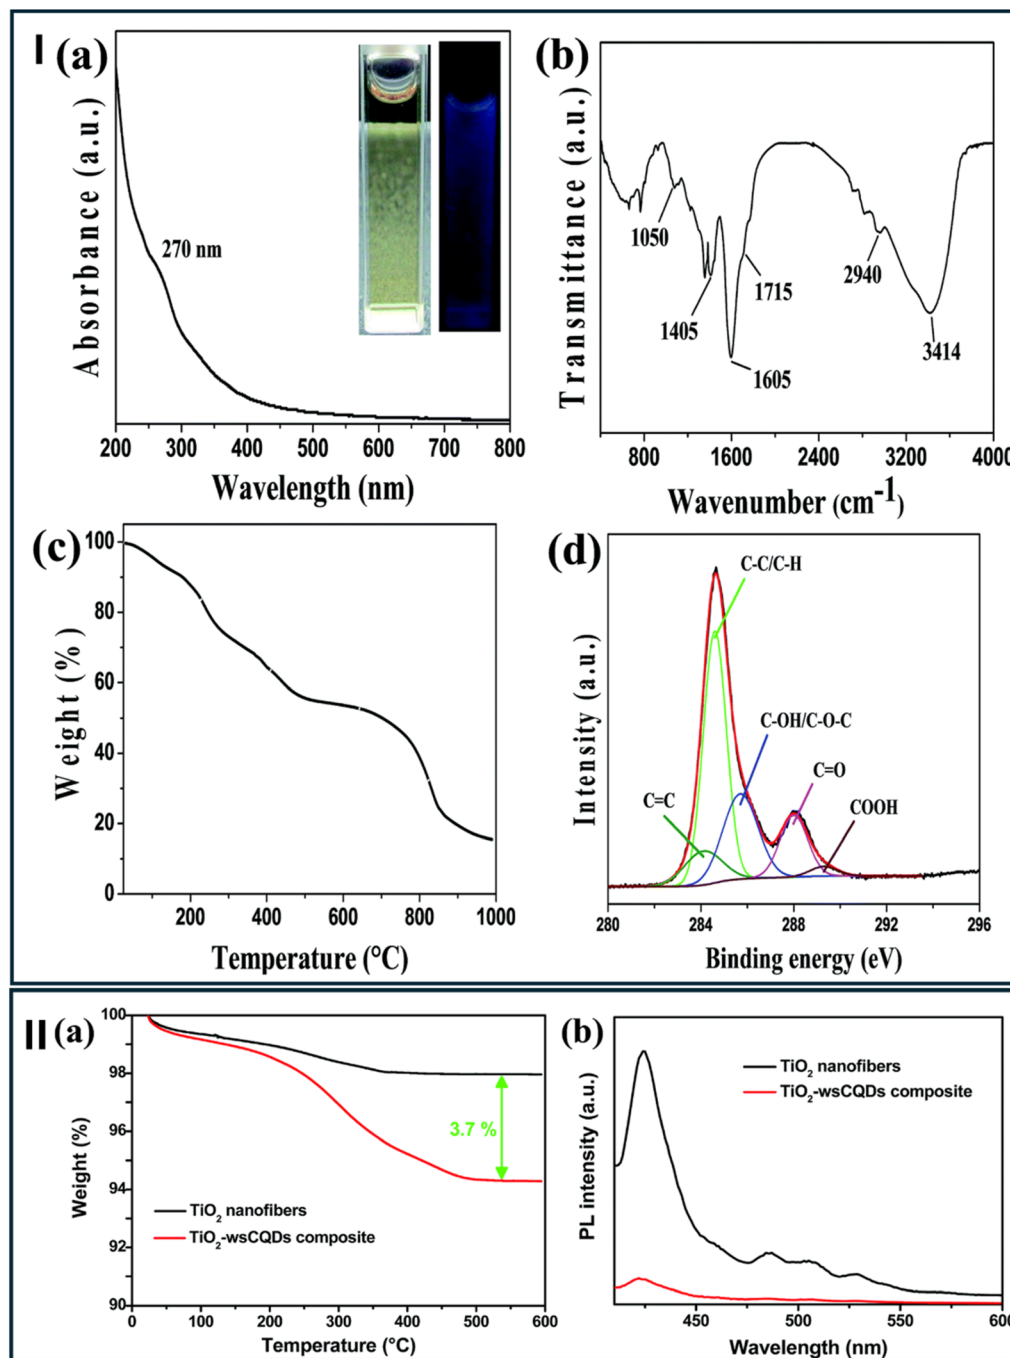 I (a)
Absorbance (a.u.)
270 nm
200 300 400 500 600 700 800
Wavelength (nm)
(b)
Transmittance (a.u.)
1050
1405
1605
1715
2940
3414
800 1600 2400 3200 4000
Wavenumber (cm-1)
(c)
Weight (%)
100
80
60
40
20
0
200 400 600 800 1000
Temperature (°C)
(d)
Intensity (a.u.)
C-C/C-H
C-OH/C-O-C
C=O
C=C
COOH
280 284 288 292 296
Binding energy (eV)
II (a)
Weight (%)
100
98
96
94
92
90
3.7 %
TiO2 nanofibers
TiO2-wsCQDs composite
0 100 200 300 400 500 600
Temperature (°C)
(b)
PL intensity (a.u.)
TiO2 nanofibers
TiO2-wsCQDs composite
450 500 550 600
Wavelength (nm)